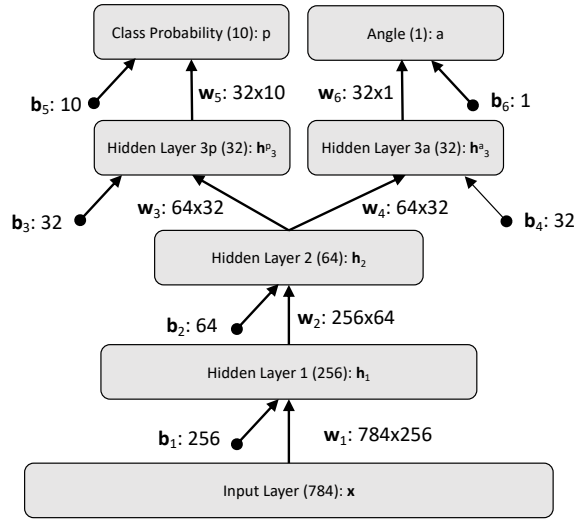 Class Probability (10): p
Angle (1): a
b₅: 10
w₅: 32x10
w₆: 32x1
b₆: 1
Hidden Layer 3p (32): hᵖ₃
Hidden Layer 3a (32): hᵃ₃
b₃: 32
w₃: 64x32
w₄: 64x32
b₄: 32
Hidden Layer 2 (64): h₂
b₂: 64
w₂: 256x64
Hidden Layer 1 (256): h₁
b₁: 256
w₁: 784x256
Input Layer (784): x